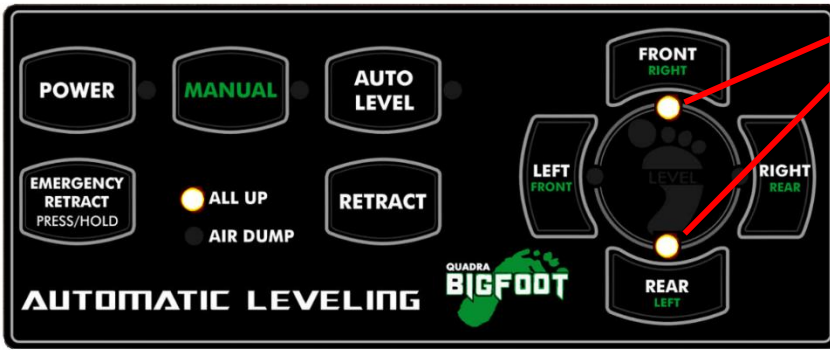 POWER
MANUAL
AUTO
LEVEL
EMERGENCY
RETRACT
PRESS/HOLD
ALL UP
AIR DUMP
RETRACT
FRONT
RIGHT
LEFT
FRONT
LEVEL
RIGHT
REAR
REAR
LEFT
AUTOMATIC LEVELING
QUADRA
BIGFOOT